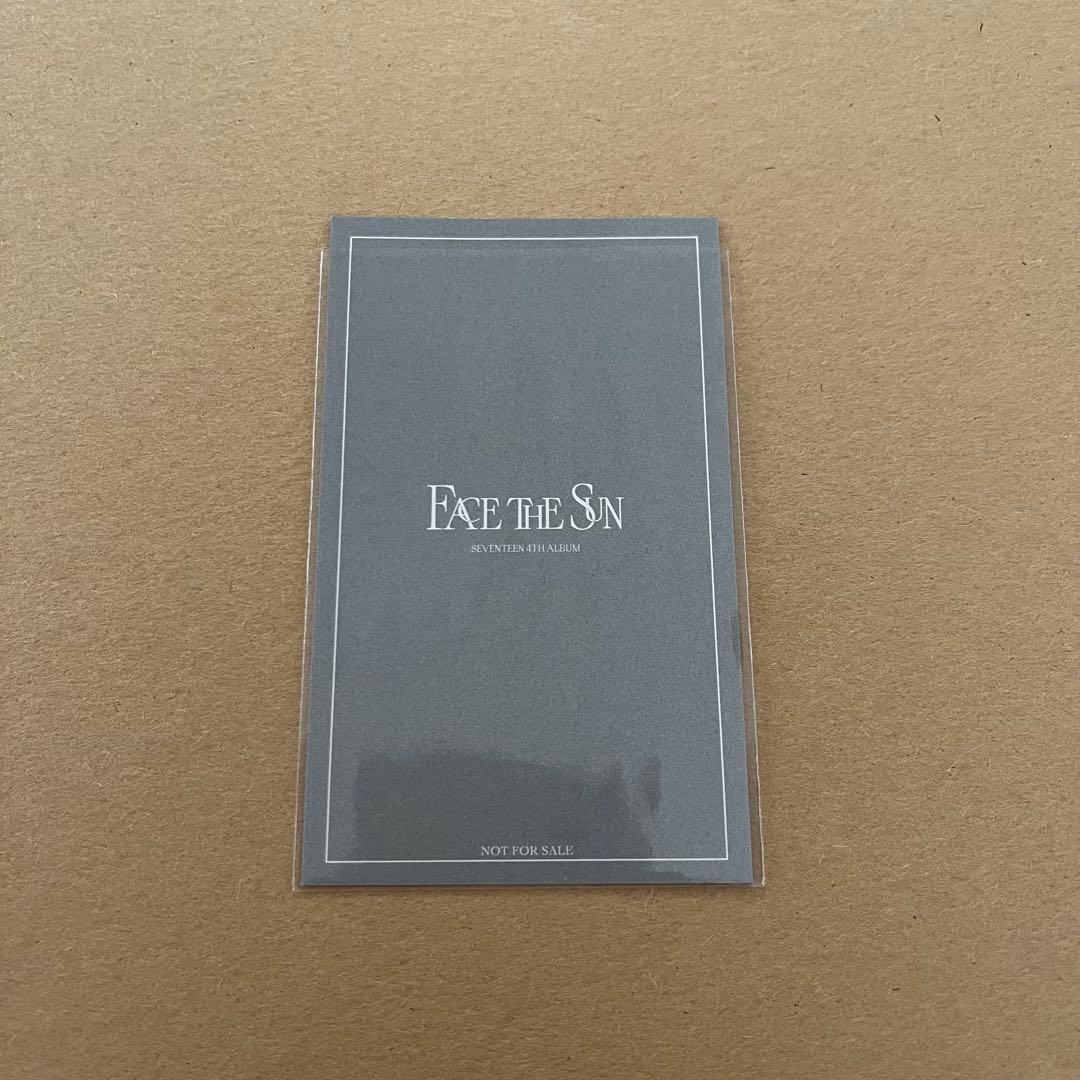 FACE THE SUN
SEVENTEEN 4TH ALBUM
NOT FOR SALE